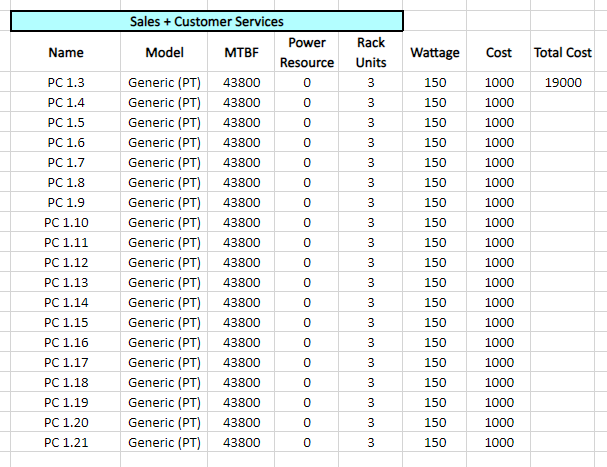 Sales + Customer Services
Name Model MTBF Power Resource Rack Units Wattage Cost Total Cost
PC 1.3 Generic (PT) 43800 0 3 150 1000 19000
PC 1.4 Generic (PT) 43800 0 3 150 1000
PC 1.5 Generic (PT) 43800 0 3 150 1000
PC 1.6 Generic (PT) 43800 0 3 150 1000
PC 1.7 Generic (PT) 43800 0 3 150 1000
PC 1.8 Generic (PT) 43800 0 3 150 1000
PC 1.9 Generic (PT) 43800 0 3 150 1000
PC 1.10 Generic (PT) 43800 0 3 150 1000
PC 1.11 Generic (PT) 43800 0 3 150 1000
PC 1.12 Generic (PT) 43800 0 3 150 1000
PC 1.13 Generic (PT) 43800 0 3 150 1000
PC 1.14 Generic (PT) 43800 0 3 150 1000
PC 1.15 Generic (PT) 43800 0 3 150 1000
PC 1.16 Generic (PT) 43800 0 3 150 1000
PC 1.17 Generic (PT) 43800 0 3 150 1000
PC 1.18 Generic (PT) 43800 0 3 150 1000
PC 1.19 Generic (PT) 43800 0 3 150 1000
PC 1.20 Generic (PT) 43800 0 3 150 1000
PC 1.21 Generic (PT) 43800 0 3 150 1000